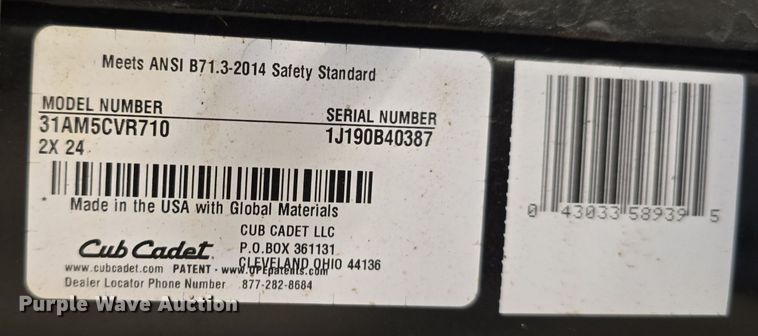 Meets ANSI B71.3-2014 Safety Standard
MODEL NUMBER
31AM5CVR710
2X 24
SERIAL NUMBER
1J190B40387
Made in the USA with Global Materials
Cub Cadet
CUB CADET LLC
P.O.BOX 361131
CLEVELAND OHIO 44136
www.cubcadet.com PATENT - www.OPEpatents.com
Dealer Locator Phone Number 877-282-8684
0 43033 58939 5
Purple Wave Auction